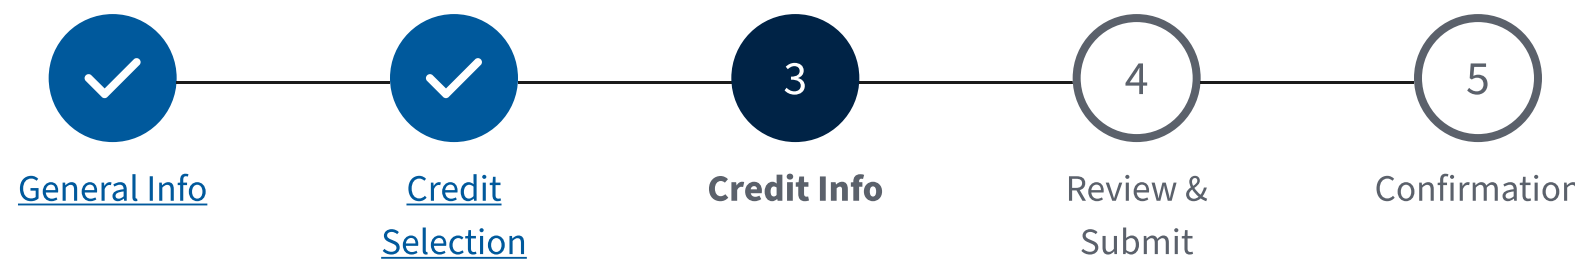 3
4
5
General Info
Credit
Selection
Credit Info
Review &
Submit
Confirmation